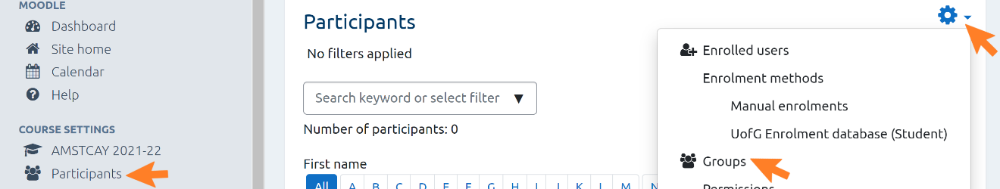 MOODLE
Dashboard
Site home
Calendar
Help
COURSE SETTINGS
AMSTCAY 2021-22
Participants
Participants
No filters applied
Search keyword or select filter ▼
Number of participants: 0
First name
All A B C D E F G H I J K L M N
Enrolled users
Enrolment methods
Manual enrolments
UofG Enrolment database (Student)
Groups
Permissions